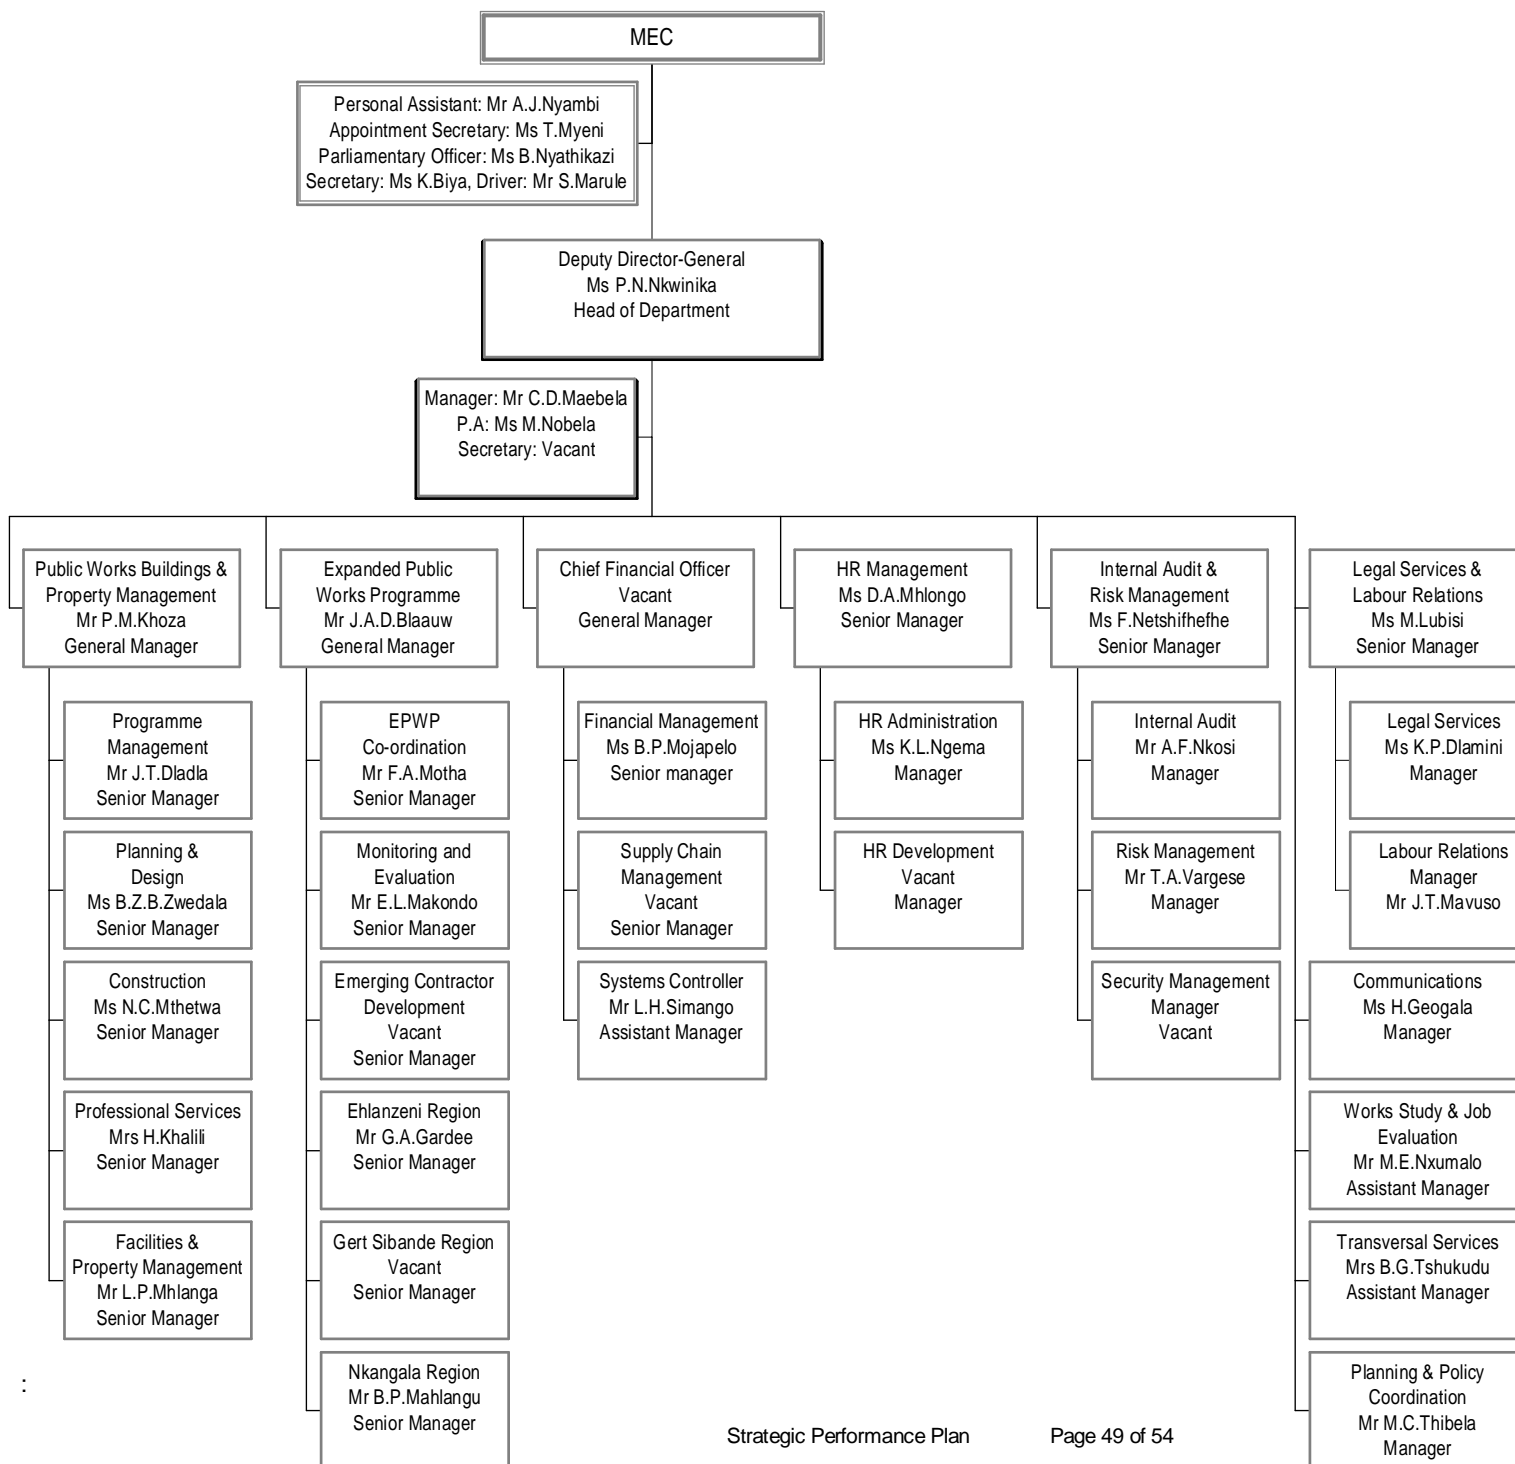 MEC
Personal Assistant: Mr A.J.Nyambi
Appointment Secretary: Ms T.Myeni
Parliamentary Officer: Ms B.Nyathikazi
Secretary: Ms K.Biya, Driver: Mr S.Marule
Deputy Director-General
Ms P.N.Nkwinika
Head of Department
Manager: Mr C.D.Maebela
P.A: Ms M.Nobela
Secretary: Vacant
Public Works Buildings &
Property Management
Mr P.M.Khoza
General Manager
Programme
Management
Mr J.T.Dladla
Senior Manager
Planning &
Design
Ms B.Z.B.Zwedala
Senior Manager
Construction
Ms N.C.Mthetwa
Senior Manager
Professional Services
Mrs H.Khalili
Senior Manager
Facilities &
Property Management
Mr L.P.Mhlanga
Senior Manager
Expanded Public
Works Programme
Mr J.A.D.Blaauw
General Manager
EPWP
Co-ordination
Mr F.A.Motha
Senior Manager
Monitoring and
Evaluation
Mr E.L.Makondo
Senior Manager
Emerging Contractor
Development
Vacant
Senior Manager
Ehlanzeni Region
Mr G.A.Gardee
Senior Manager
Gert Sibande Region
Vacant
Senior Manager
Nkangala Region
Mr B.P.Mahlangu
Senior Manager
Chief Financial Officer
Vacant
General Manager
Financial Management
Ms B.P.Mojapelo
Senior manager
Supply Chain
Management
Vacant
Senior Manager
Systems Controller
Mr L.H.Simango
Assistant Manager
HR Management
Ms D.A.Mhlongo
Senior Manager
HR Administration
Ms K.L.Ngema
Manager
HR Development
Vacant
Manager
Internal Audit &
Risk Management
Ms F.Netshifhefhe
Senior Manager
Internal Audit
Mr A.F.Nkosi
Manager
Risk Management
Mr T.A.Vargese
Manager
Security Management
Manager
Vacant
Legal Services &
Labour Relations
Ms M.Lubisi
Senior Manager
Legal Services
Ms K.P.Dlamini
Manager
Labour Relations
Manager
Mr J.T.Mavuso
Communications
Ms H.Geogala
Manager
Works Study & Job
Evaluation
Mr M.E.Nxumalo
Assistant Manager
Transversal Services
Mrs B.G.Tshukudu
Assistant Manager
Planning & Policy
Coordination
Mr M.C.Thibela
Manager
:
Strategic Performance Plan Page 49 of 54